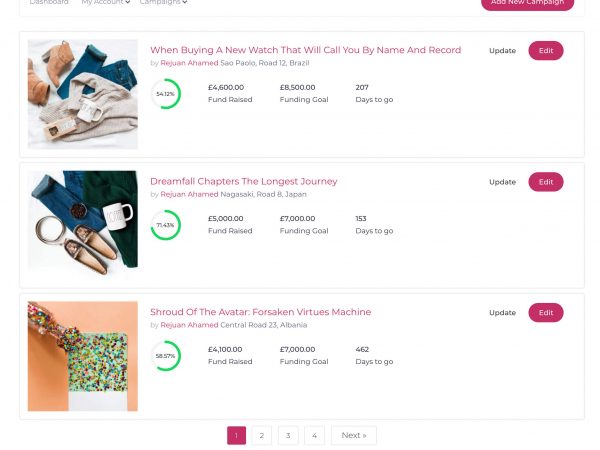 Dashboard My Account Campaigns Add New Campaign
When Buying A New Watch That Will Call You By Name And Record Update Edit
by Rejuan Ahamed Sao Paolo, Road 12, Brazil
54.12% £4,600.00 £8,500.00 207
Fund Raised Funding Goal Days to go
Dreamfall Chapters The Longest Journey Update Edit
by Rejuan Ahamed Nagasaki, Road 8, Japan
71.43% £5,000.00 £7,000.00 153
Fund Raised Funding Goal Days to go
Shroud Of The Avatar: Forsaken Virtues Machine Update Edit
by Rejuan Ahamed Central Road 23, Albania
58.57% £4,100.00 £7,000.00 462
Fund Raised Funding Goal Days to go
1 2 3 4 Next »